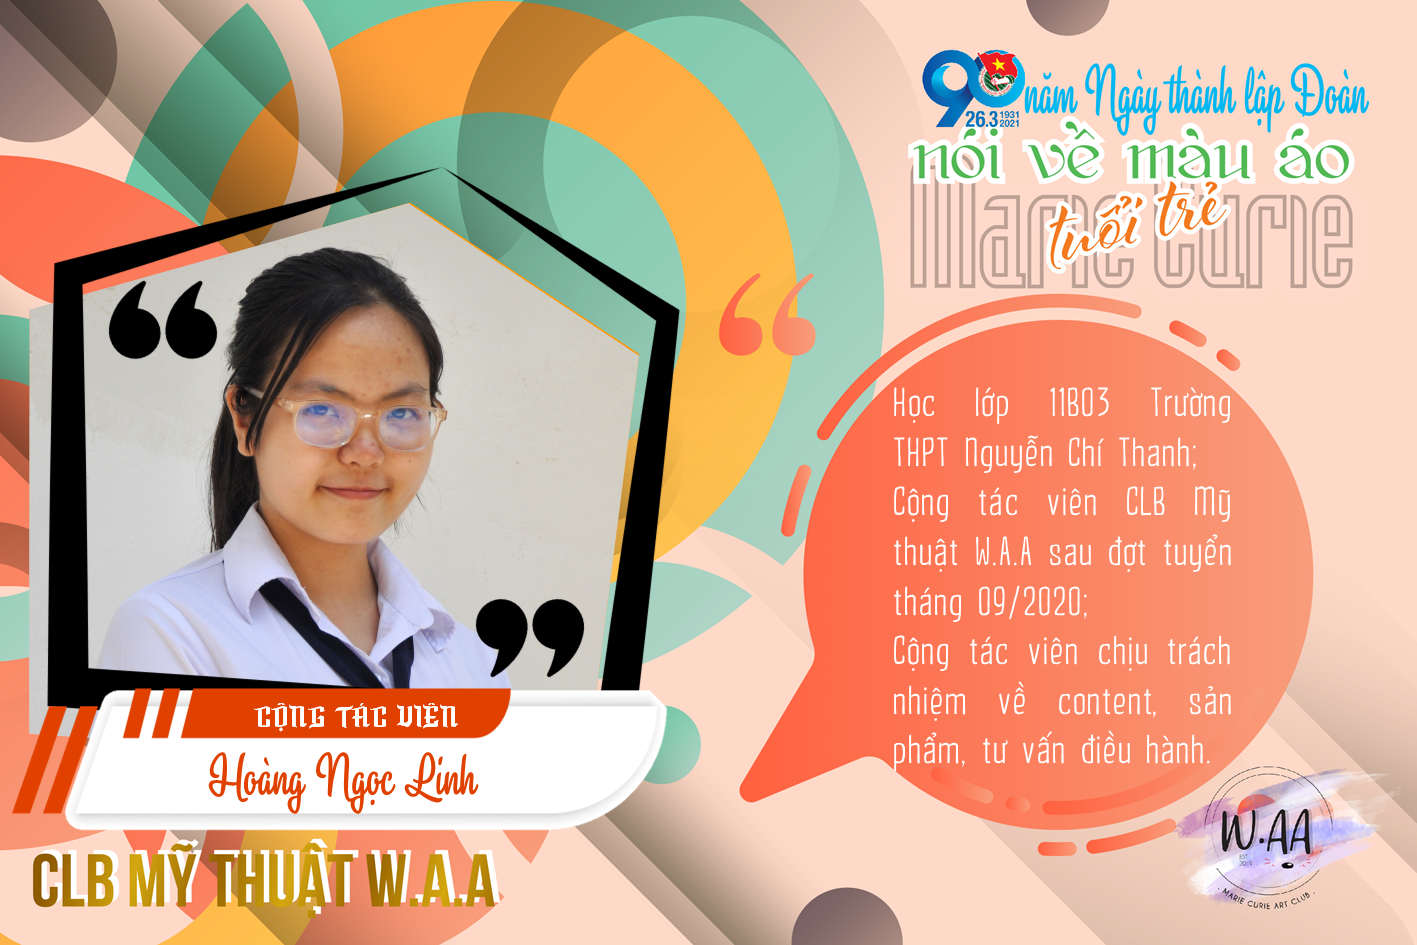 90 năm Ngày thành lập Đoàn
26.3 1931 2021
nói về màu áo
tuổi trẻ
Marie Curie
Học lớp 11B03 Trường
THPT Nguyễn Chí Thanh;
Cộng tác viên CLB Mỹ
thuật W.A.A sau đợt tuyển
tháng 09/2020;
Cộng tác viên chịu trách
nhiệm về content, sản
phẩm, tư vấn điều hành.
CỘNG TÁC VIÊN
Hoàng Ngọc Linh
CLB MỸ THUẬT W.A.A
W.AA
MARIE CURIE ART CLUB